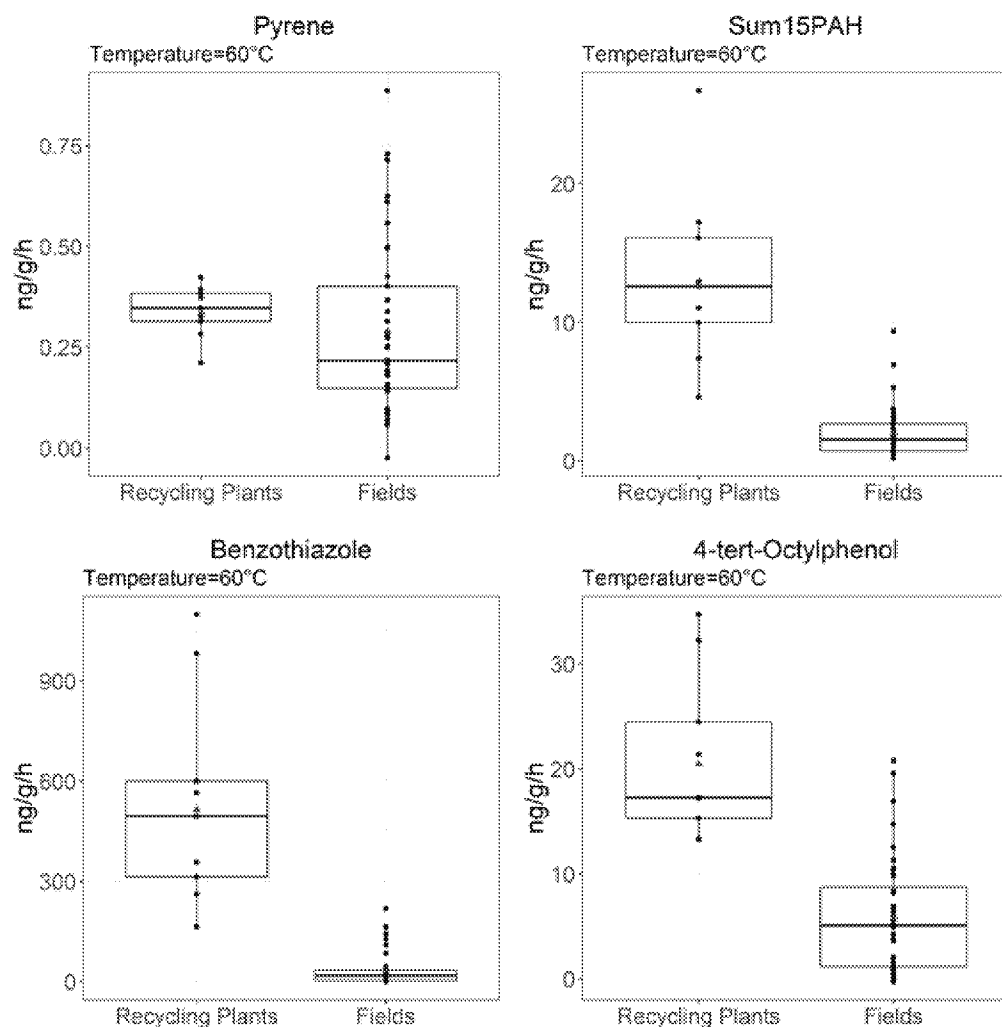 Pyrene
Temperature=60°C
ng/g/h
0.75
0.50
0.25
0.00
Recycling Plants
Fields
Sum15PAH
Temperature=60°C
ng/g/h
20
10
0
Recycling Plants
Fields
Benzothiazole
Temperature=60°C
ng/g/h
900
600
300
0
Recycling Plants
Fields
4-tert-Octylphenol
Temperature=60°C
ng/g/h
30
20
10
0
Recycling Plants
Fields